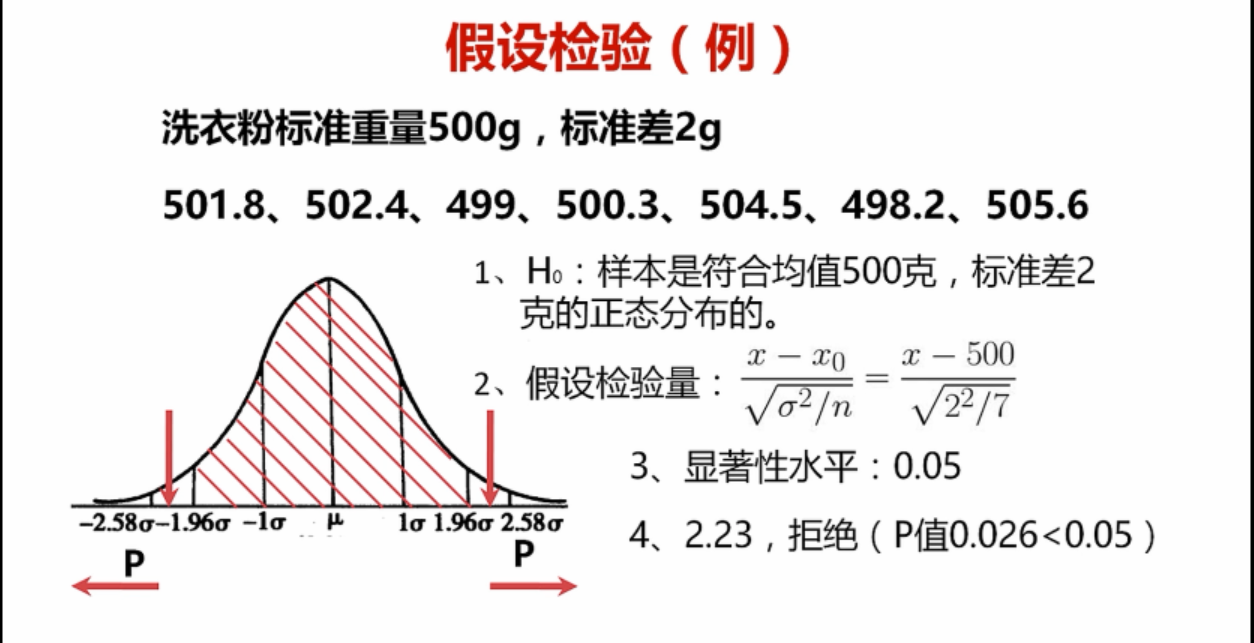 假设检验（例）
洗衣粉标准重量500g，标准差2g
501.8、502.4、499、500.3、504.5、498.2、505.6
1、H₀：样本是符合均值500克，标准差2
克的正态分布的。
2、假设检验量：\frac{x - x_0}{\sqrt{\sigma^2/n}} = \frac{x - 500}{\sqrt{2^2/7}}
3、显著性水平：0.05
4、2.23，拒绝（P值0.026<0.05）
−2.58σ −1.96σ −1σ μ 1σ 1.96σ 2.58σ
P P